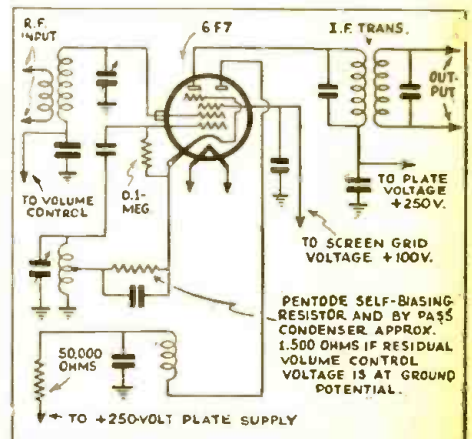 R.F.
INPUT
6F7
I.F. TRANS.
OUT-
PUT
TO VOLUME
CONTROL
0.1-
MEG
TO PLATE
VOLTAGE
+250 V.
TO SCREEN GRID
VOLTAGE +100V.
PENTODE SELF-BIASING
RESISTOR AND BY PASS
CONDENSER APPROX.
1,500 OHMS IF RESIDUAL
VOLUME CONTROL
VOLTAGE IS AT GROUND
POTENTIAL.
50,000
OHMS
TO +250-VOLT PLATE SUPPLY